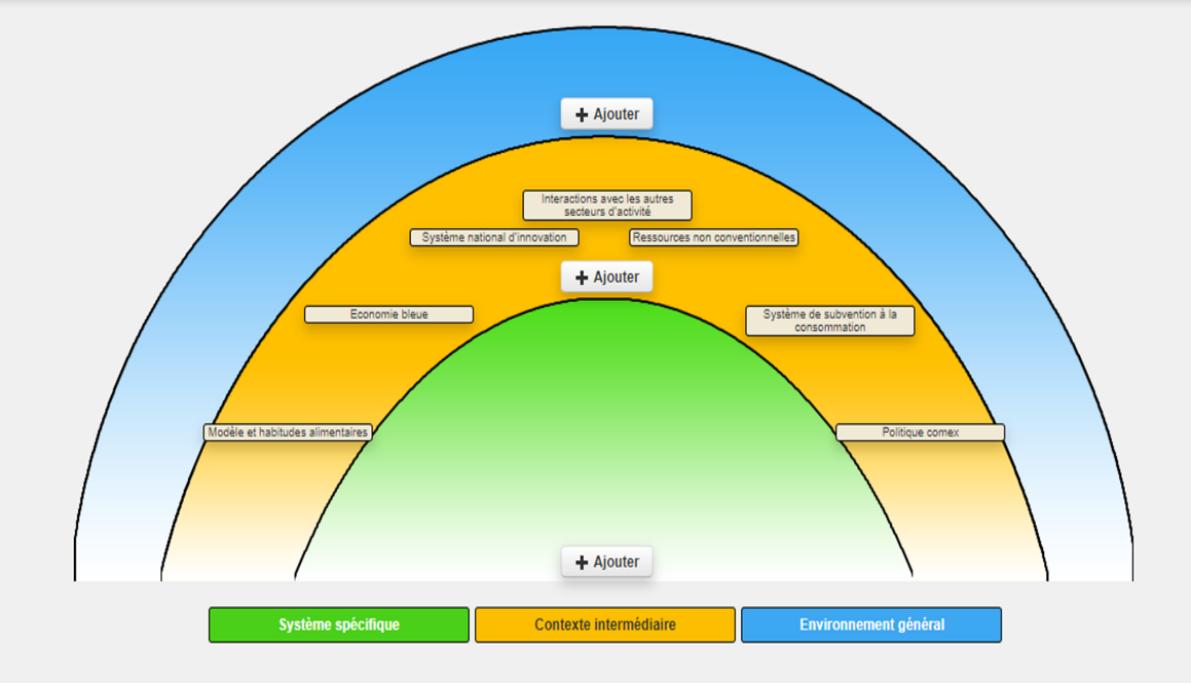 + Ajouter
Interactions avec les autres
secteurs d'activité
Système national d'innovation
Ressources non conventionnelles
+ Ajouter
Economie bleue
Système de subvention à la
consommation
Modèle et habitudes alimentaires
Politique comex
+ Ajouter
Système spécifique
Contexte intermédiaire
Environnement général